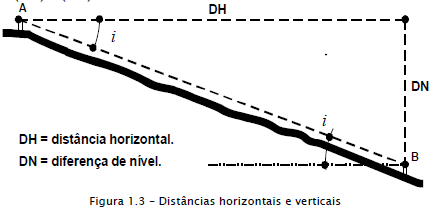 A
DH
i
DN
i
DH = distância horizontal.
DN = diferença de nível.
B
Figura 1.3 – Distâncias horizontais e verticais